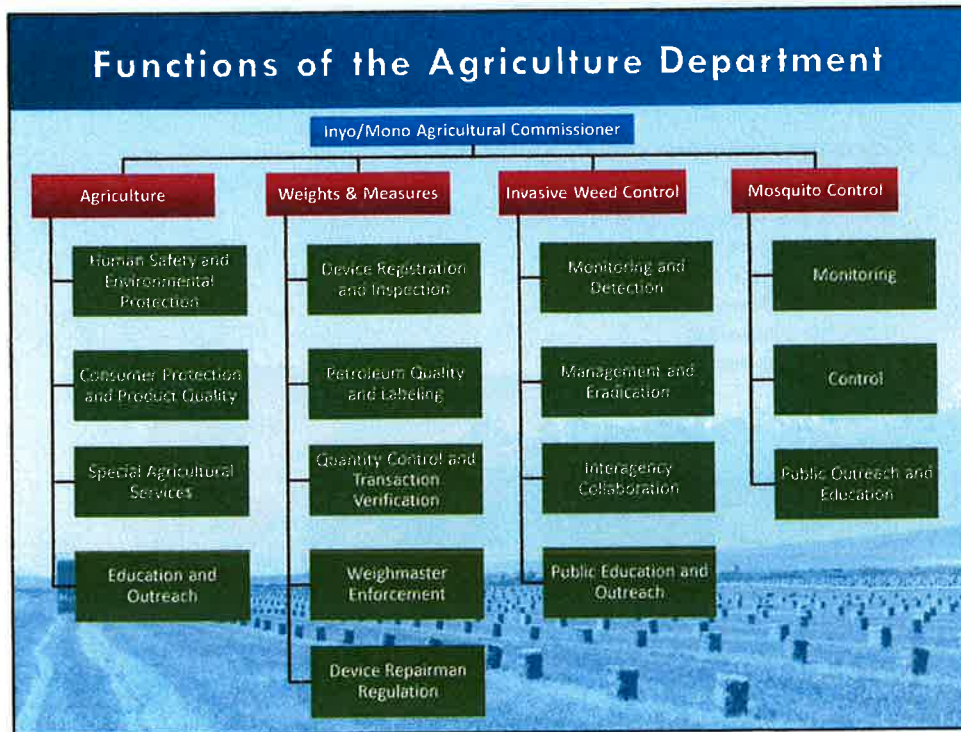 Functions of the Agriculture Department
Inyo/Mono Agricultural Commissioner
Agriculture
Human Safety and
Environmental
Protection
Consumer Protection
and Product Quality
Special Agricultural
Services
Education and
Outreach
Weights & Measures
Device Registration
and Inspection
Petroleum Quality
and Labeling
Quantity Control and
Transaction
Verification
Weighmaster
Enforcement
Device Repairman
Regulation
Invasive Weed Control
Monitoring and
Detection
Management and
Eradication
Interagency
Collaboration
Public Education and
Outreach
Mosquito Control
Monitoring
Control
Public Outreach and
Education